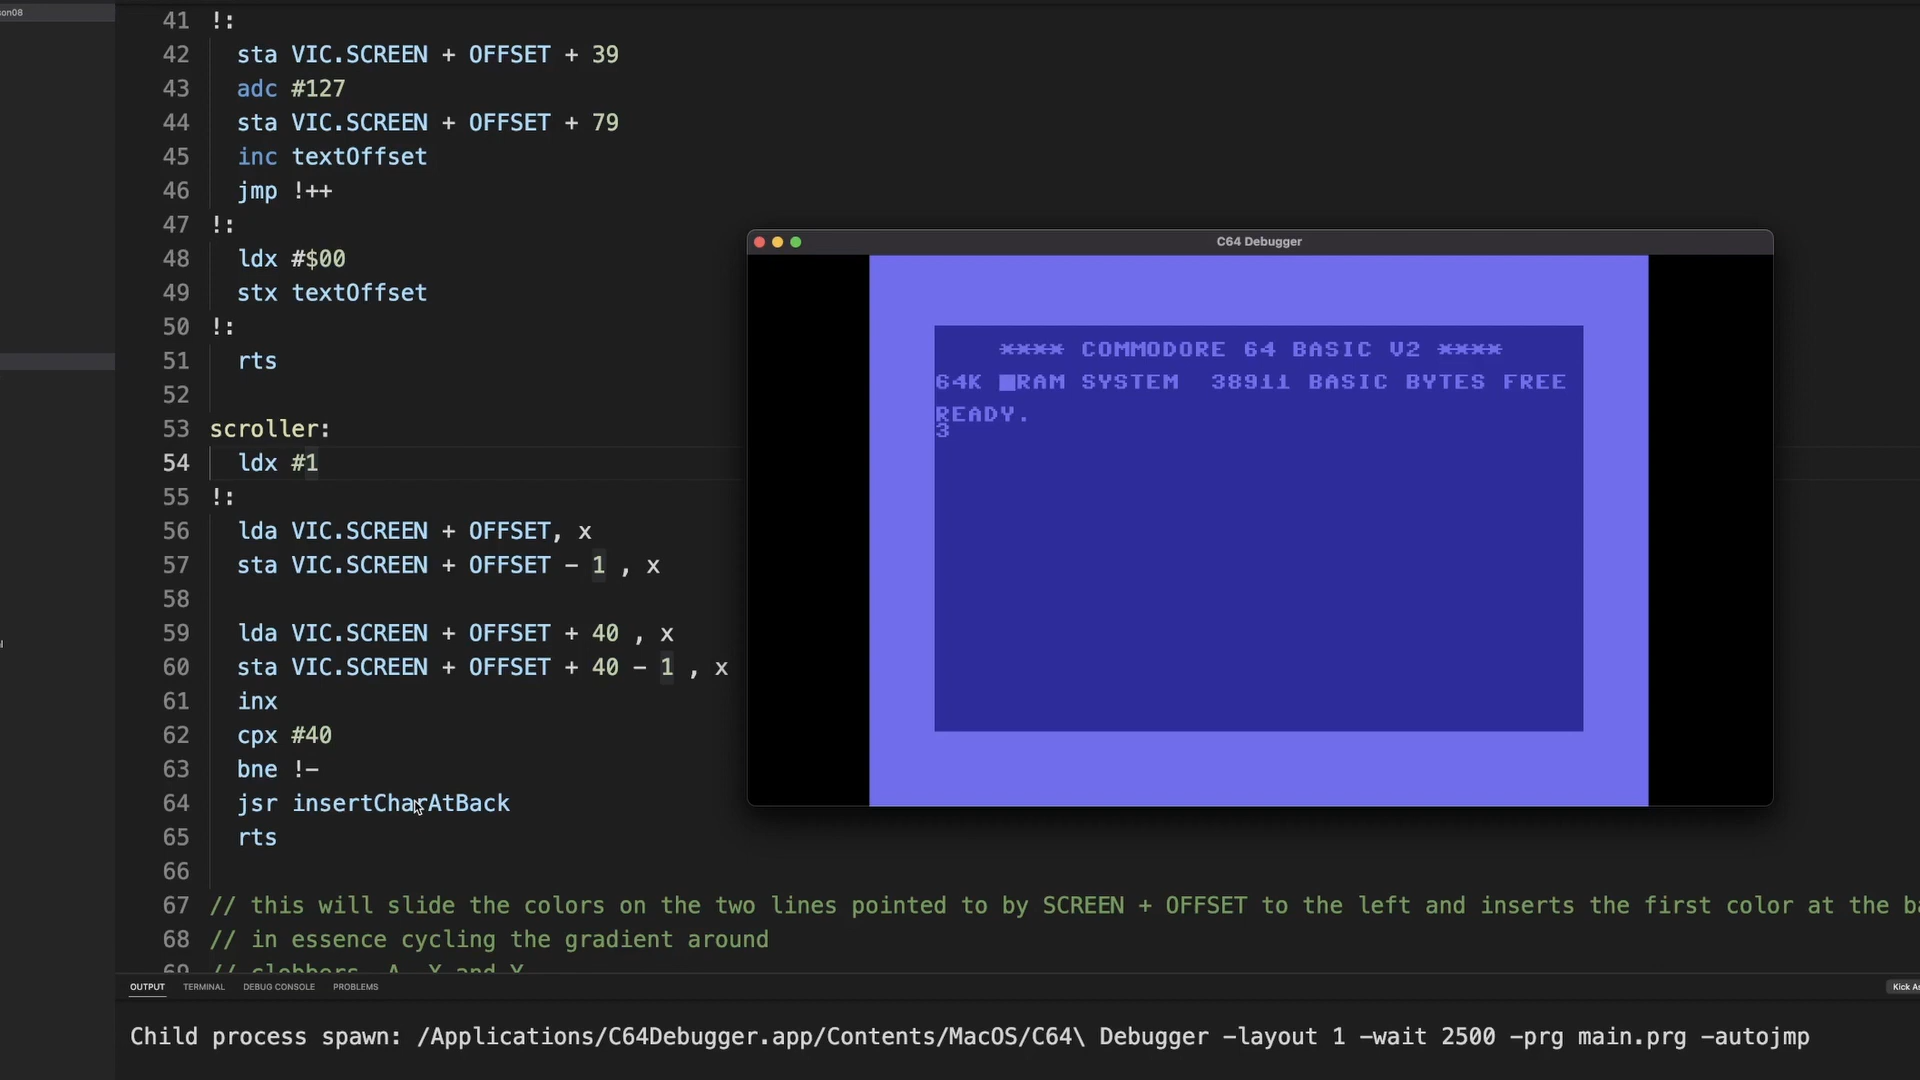 son08
41 !:
42 sta VIC.SCREEN + OFFSET + 39
43 adc #127
44 sta VIC.SCREEN + OFFSET + 79
45 inc textOffset
46 jmp !++
47 !:
48 ldx #$00
49 stx textOffset
50 !:
51 rts
52
53 scroller:
54 ldx #1
55 !:
56 lda VIC.SCREEN + OFFSET, x
57 sta VIC.SCREEN + OFFSET - 1 , x
58
59 lda VIC.SCREEN + OFFSET + 40 , x
60 sta VIC.SCREEN + OFFSET + 40 - 1 , x
61 inx
62 cpx #40
63 bne !-
64 jsr insertCharAtBack
65 rts
66
67 // this will slide the colors on the two lines pointed to by SCREEN + OFFSET to the left and inserts the first color at the ba
68 // in essence cycling the gradient around
69 // clobbers A, X and Y
C64 Debugger
**** COMMODORE 64 BASIC V2 ****
64K RAM SYSTEM 38911 BASIC BYTES FREE
READY.
3
OUTPUT TERMINAL DEBUG CONSOLE PROBLEMS
Kick As
Child process spawn: /Applications/C64Debugger.app/Contents/MacOS/C64\ Debugger -layout 1 -wait 2500 -prg main.prg -autojmp